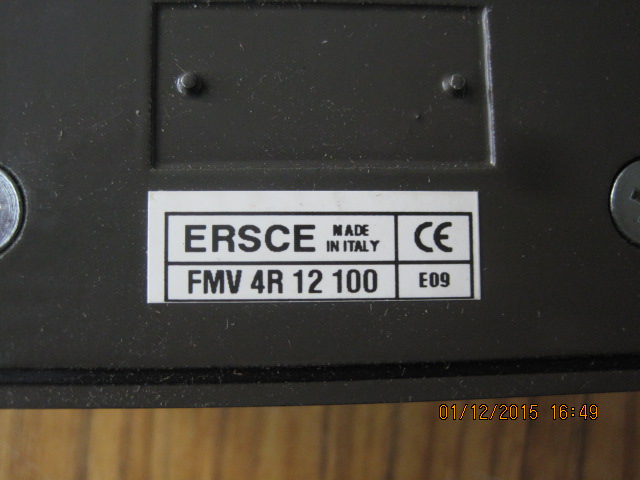 ERSCE MADE IN ITALY CE
FMV 4R 12 100 E09
01/12/2015 16:49